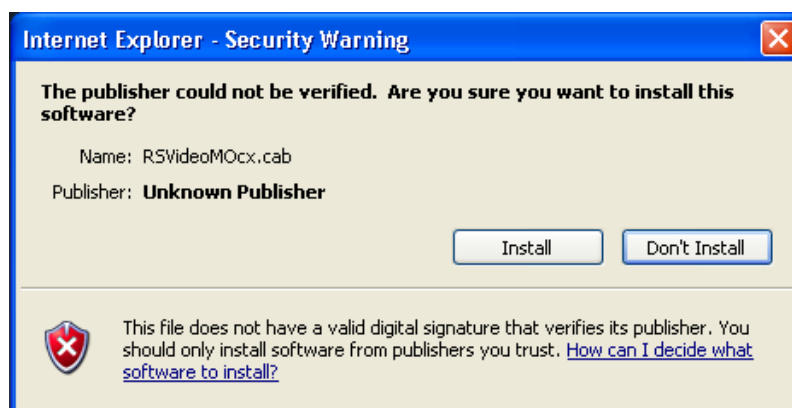 Internet Explorer - Security Warning
The publisher could not be verified. Are you sure you want to install this
software?
Name: RSVideoMOcx.cab
Publisher: Unknown Publisher
Install Don't Install
This file does not have a valid digital signature that verifies its publisher. You
should only install software from publishers you trust. How can I decide what
software to install?